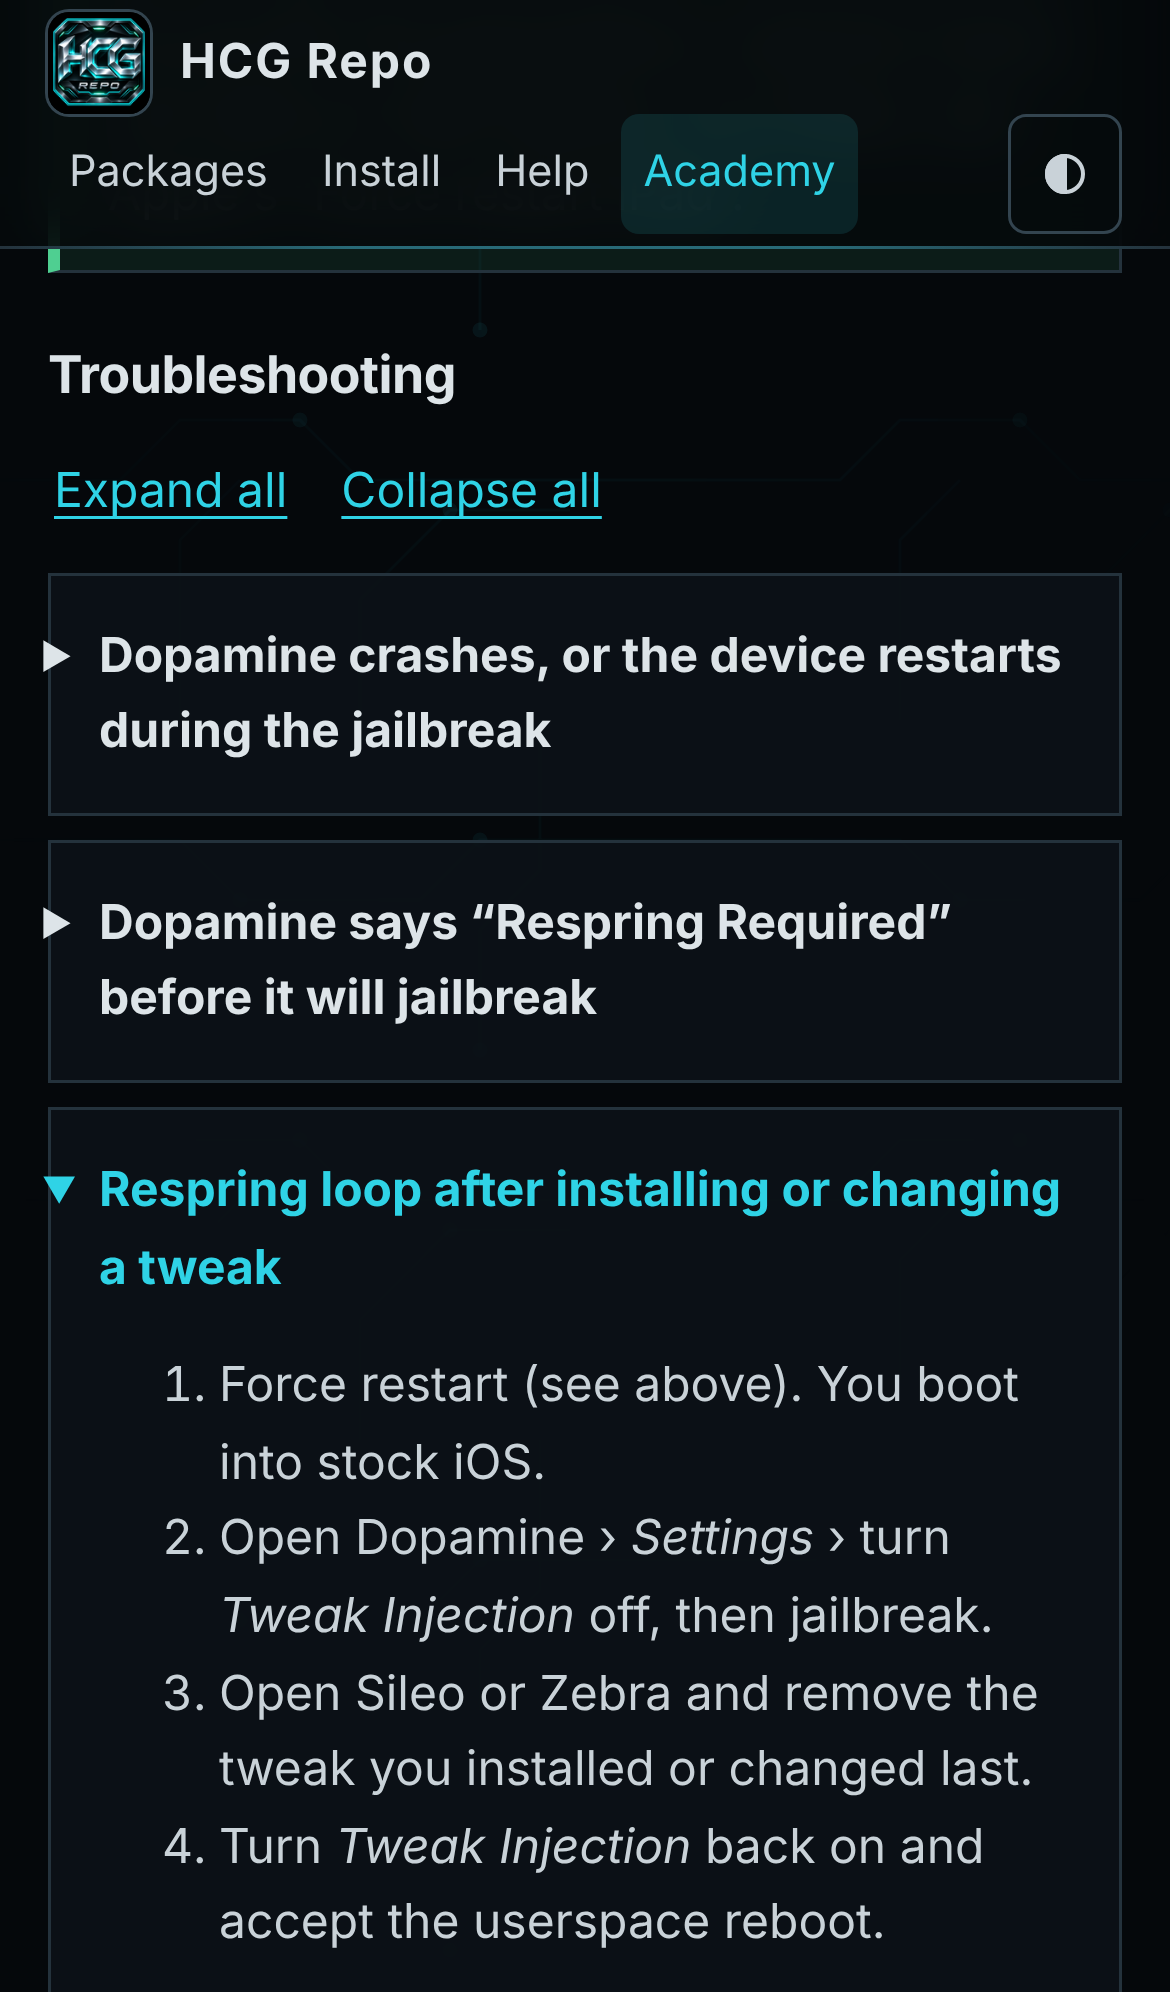 HCG
REPO
HCG Repo
Packages Install Help Academy
Troubleshooting
Expand all Collapse all
Dopamine crashes, or the device restarts
during the jailbreak
Dopamine says “Respring Required”
before it will jailbreak
Respring loop after installing or changing
a tweak
1. Force restart (see above). You boot
into stock iOS.
2. Open Dopamine › Settings › turn
Tweak Injection off, then jailbreak.
3. Open Sileo or Zebra and remove the
tweak you installed or changed last.
4. Turn Tweak Injection back on and
accept the userspace reboot.